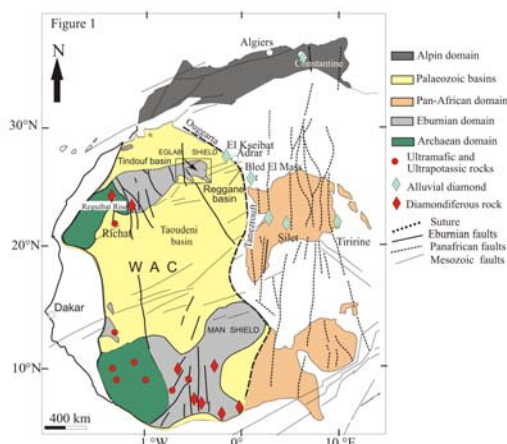 Figure 1
N
Algiers
Constantine
Alpin domain
Palaeozoic basins
Pan-African domain
Eburnian domain
Archaean domain
Ultramafic and
Ultrapotassic rocks
Alluvial diamond
Diamondiferous rock
Suture
Eburnian faults
Panafrican faults
Mesozoic faults
30°N
20°N
10°N
Ougarta
El Kseibat
Adrar
EGLAB SHIELD
Tindouf basin
Bled El Mass
Reggane
basin
Reguibat Rise
Richat
Taoudeni
basin
Tanezrouft
Silet
Tiririne
WAC
Dakar
MAN SHIELD
400 km
1°W
0°
10°E